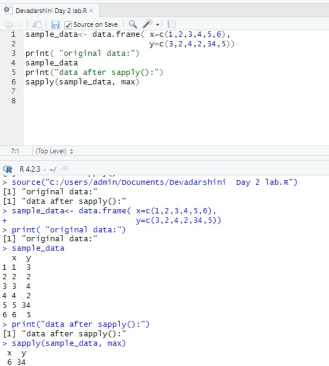 Devadarshini Day 2 lab.R
Source on Save
1 sample_data<- data.frame( x=c(1,2,3,4,5,6),
2 y=c(3,2,4,2,34,5))
3 print( "original data:")
4 sample_data
5 print("data after sapply():")
6 sapply(sample_data, max)
7
8
7:1 (Top Level)
R 4.2.3 · ~/
> source("C:/Users/admin/Documents/Devadarshini Day 2 lab.R")
[1] "original data:"
[1] "data after sapply():"
> sample_data<- data.frame( x=c(1,2,3,4,5,6),
+ y=c(3,2,4,2,34,5))
> print( "original data:")
[1] "original data:"
> sample_data
x y
1 1 3
2 2 2
3 3 4
4 4 2
5 5 34
6 6 5
> print("data after sapply():")
[1] "data after sapply():"
> sapply(sample_data, max)
x y
6 34